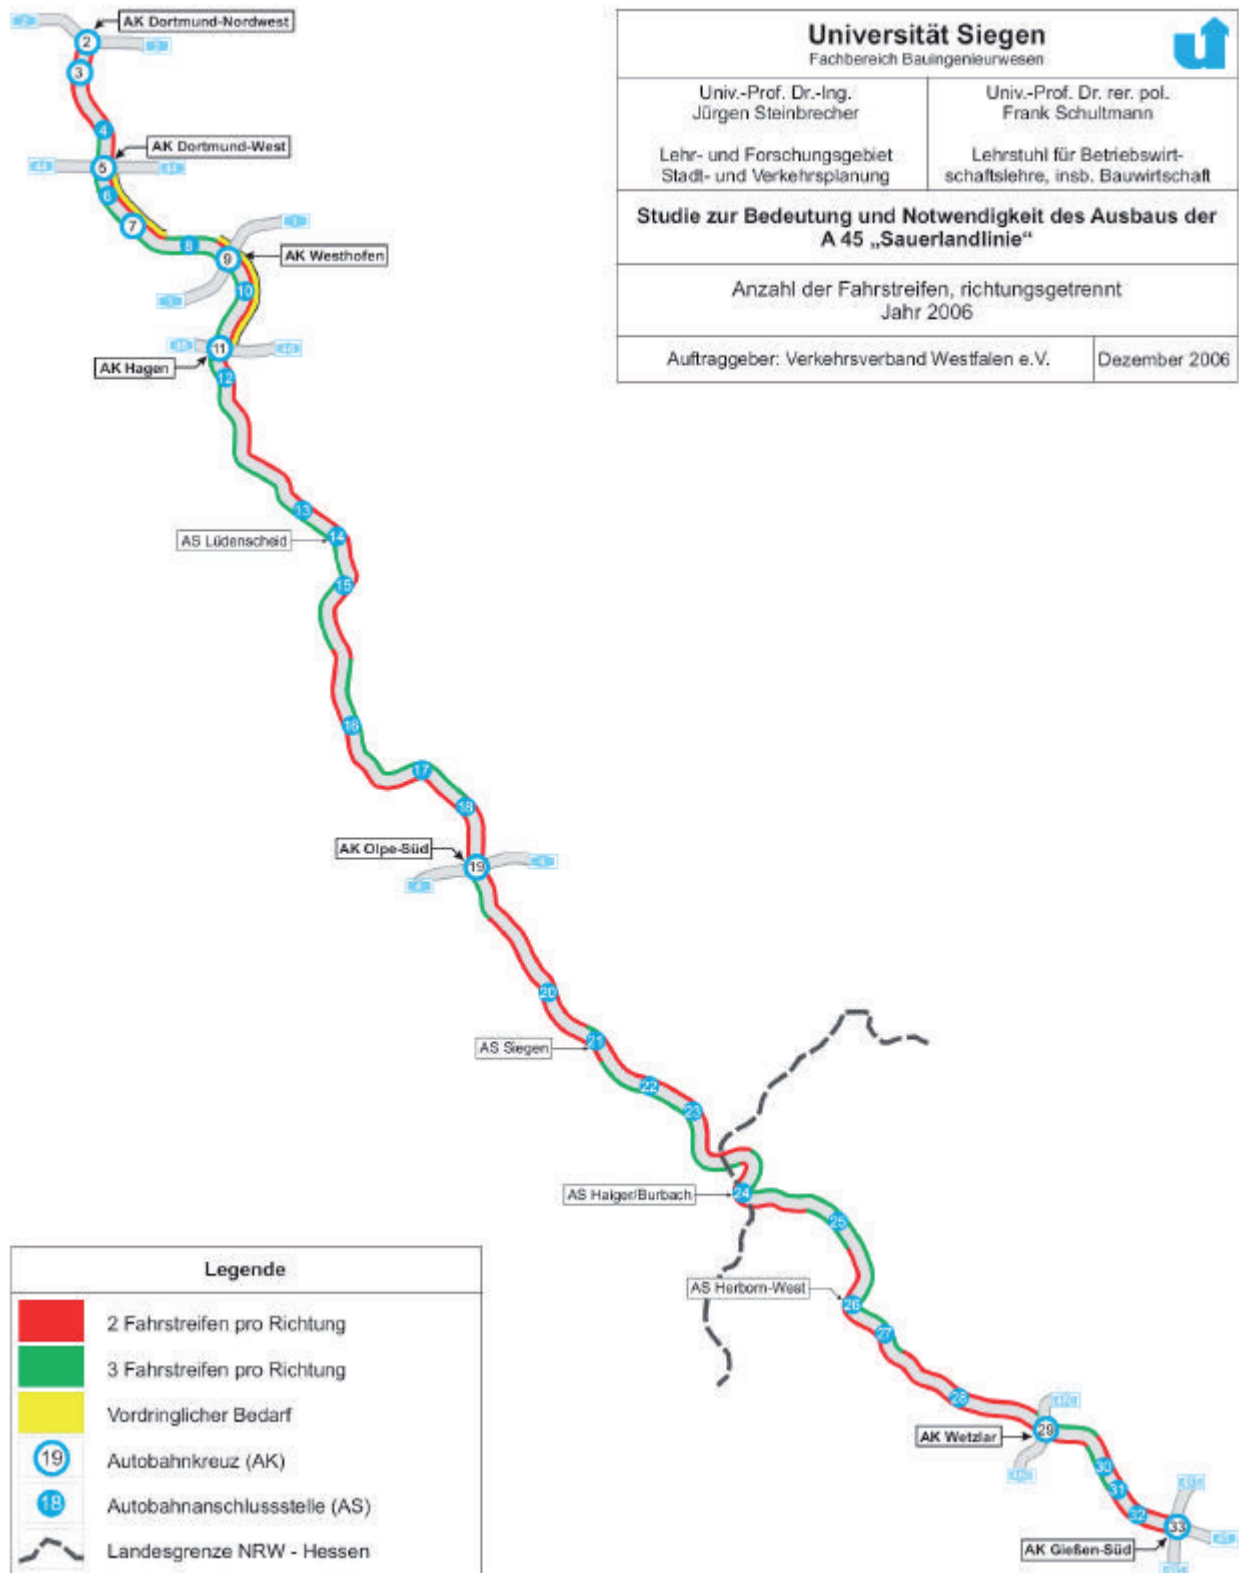 Universität Siegen
Fachbereich Bauingenieurwesen
Univ.-Prof. Dr.-Ing.
Jürgen Steinbrecher
Lehr- und Forschungsgebiet
Stadt- und Verkehrsplanung
Univ.-Prof. Dr. rer. pol.
Frank Schultmann
Lehrstuhl für Betriebswirt-
schaftslehre, insb. Bauwirtschaft
Studie zur Bedeutung und Notwendigkeit des Ausbaus der
A 45 „Sauerlandlinie“
Anzahl der Fahrstreifen, richtungsgetrennt
Jahr 2006
Auftraggeber: Verkehrsverband Westfalen e.V.
Dezember 2006
AK Dortmund-Nordwest
2
3
4
AK Dortmund-West
44
5
6
7
8
9
AK Westhofen
10
11
AK Hagen
12
13
AS Lüdenscheid
14
15
16
17
18
AK Olpe-Süd
19
4
4
20
AS Siegen
21
22
23
AS Haiger/Burbach
24
25
AS Herborn-West
26
27
28
AK Wetzlar
29
30
31
32
33
AK Gießen-Süd
Legende
2 Fahrstreifen pro Richtung
3 Fahrstreifen pro Richtung
Vordringlicher Bedarf
19
Autobahnkreuz (AK)
18
Autobahnanschlussstelle (AS)
Landesgrenze NRW - Hessen